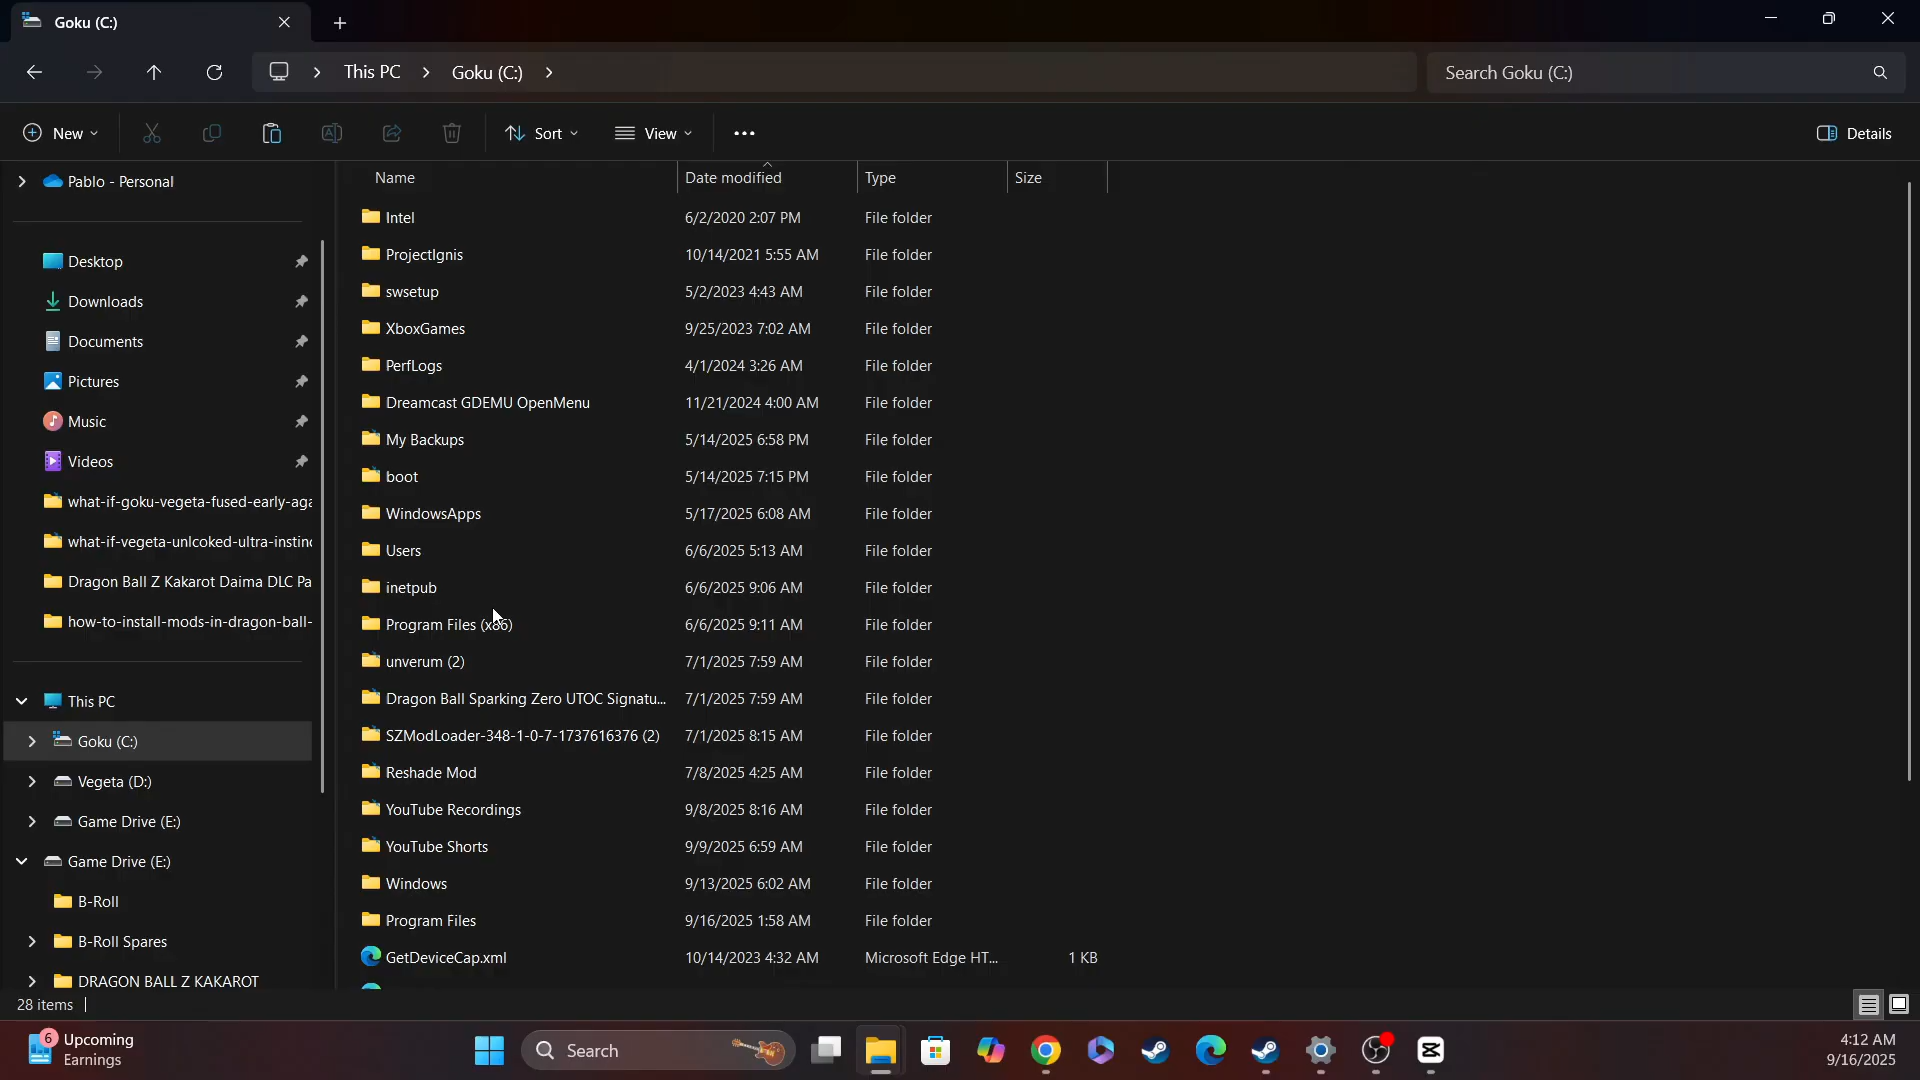 Goku (C:)
This PC
Goku (C:)
Search Goku (C:)
New
Sort
View
Details
Pablo - Personal
Desktop
Downloads
Documents
Pictures
Music
Videos
what-if-goku-vegeta-fused-early-aga
what-if-vegeta-unlcoked-ultra-instin
Dragon Ball Z Kakarot Daima DLC Pa
how-to-install-mods-in-dragon-ball-
This PC
Goku (C:)
Vegeta (D:)
Game Drive (E:)
Game Drive (E:)
B-Roll
B-Roll Spares
DRAGON BALL Z KAKAROT
Name Date modified Type Size
Intel 6/2/2020 2:07 PM File folder
ProjectIgnis 10/14/2021 5:55 AM File folder
swsetup 5/2/2023 4:43 AM File folder
XboxGames 9/25/2023 7:02 AM File folder
PerfLogs 4/1/2024 3:26 AM File folder
Dreamcast GDEMU OpenMenu 11/21/2024 4:00 AM File folder
My Backups 5/14/2025 6:58 PM File folder
boot 5/14/2025 7:15 PM File folder
WindowsApps 5/17/2025 6:08 AM File folder
Users 6/6/2025 5:13 AM File folder
inetpub 6/6/2025 9:06 AM File folder
Program Files (x86) 6/6/2025 9:11 AM File folder
unverum (2) 7/1/2025 7:59 AM File folder
Dragon Ball Sparking Zero UTOC Signatu... 7/1/2025 7:59 AM File folder
SZModLoader-348-1-0-7-1737616376 (2) 7/1/2025 8:15 AM File folder
Reshade Mod 7/8/2025 4:25 AM File folder
YouTube Recordings 9/8/2025 8:16 AM File folder
YouTube Shorts 9/9/2025 6:59 AM File folder
Windows 9/13/2025 6:02 AM File folder
Program Files 9/16/2025 1:58 AM File folder
GetDeviceCap.xml 10/14/2023 4:32 AM Microsoft Edge HT... 1 KB
28 items
6
Upcoming
Earnings
Search
4:12 AM
9/16/2025